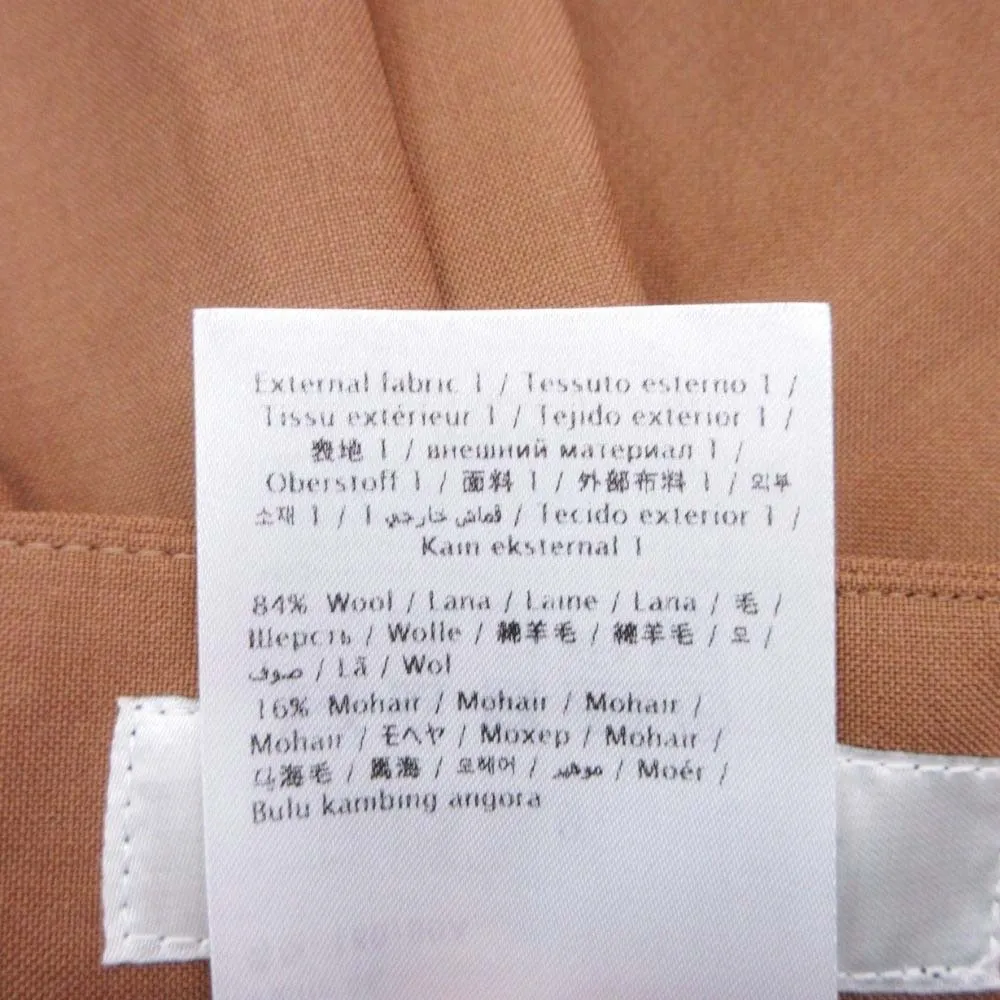 External fabric 1 / Tessuto esterno 1 /
Tissu extérieur 1 / Tejido exterior 1 /
表地 1 / внешний материал 1 /
Oberstoff 1 / 面料 1 / 外部布料 1 / 외부
소재 1 / 1 قماش خارجي / Tecido exterior 1 /
Kain eksternal 1
84% Wool / Lana / Laine / Lana / 毛 /
Шерсть / Wolle / 綿羊毛 / 綿羊毛 / 모 /
صوف / Lã / Wol
16% Mohair / Mohair / Mohair /
Mohair / モヘヤ / Мохер / Mohair /
马海毛 / 馬海 / 모헤어 / موهير / Moér /
Bulu kambing angora